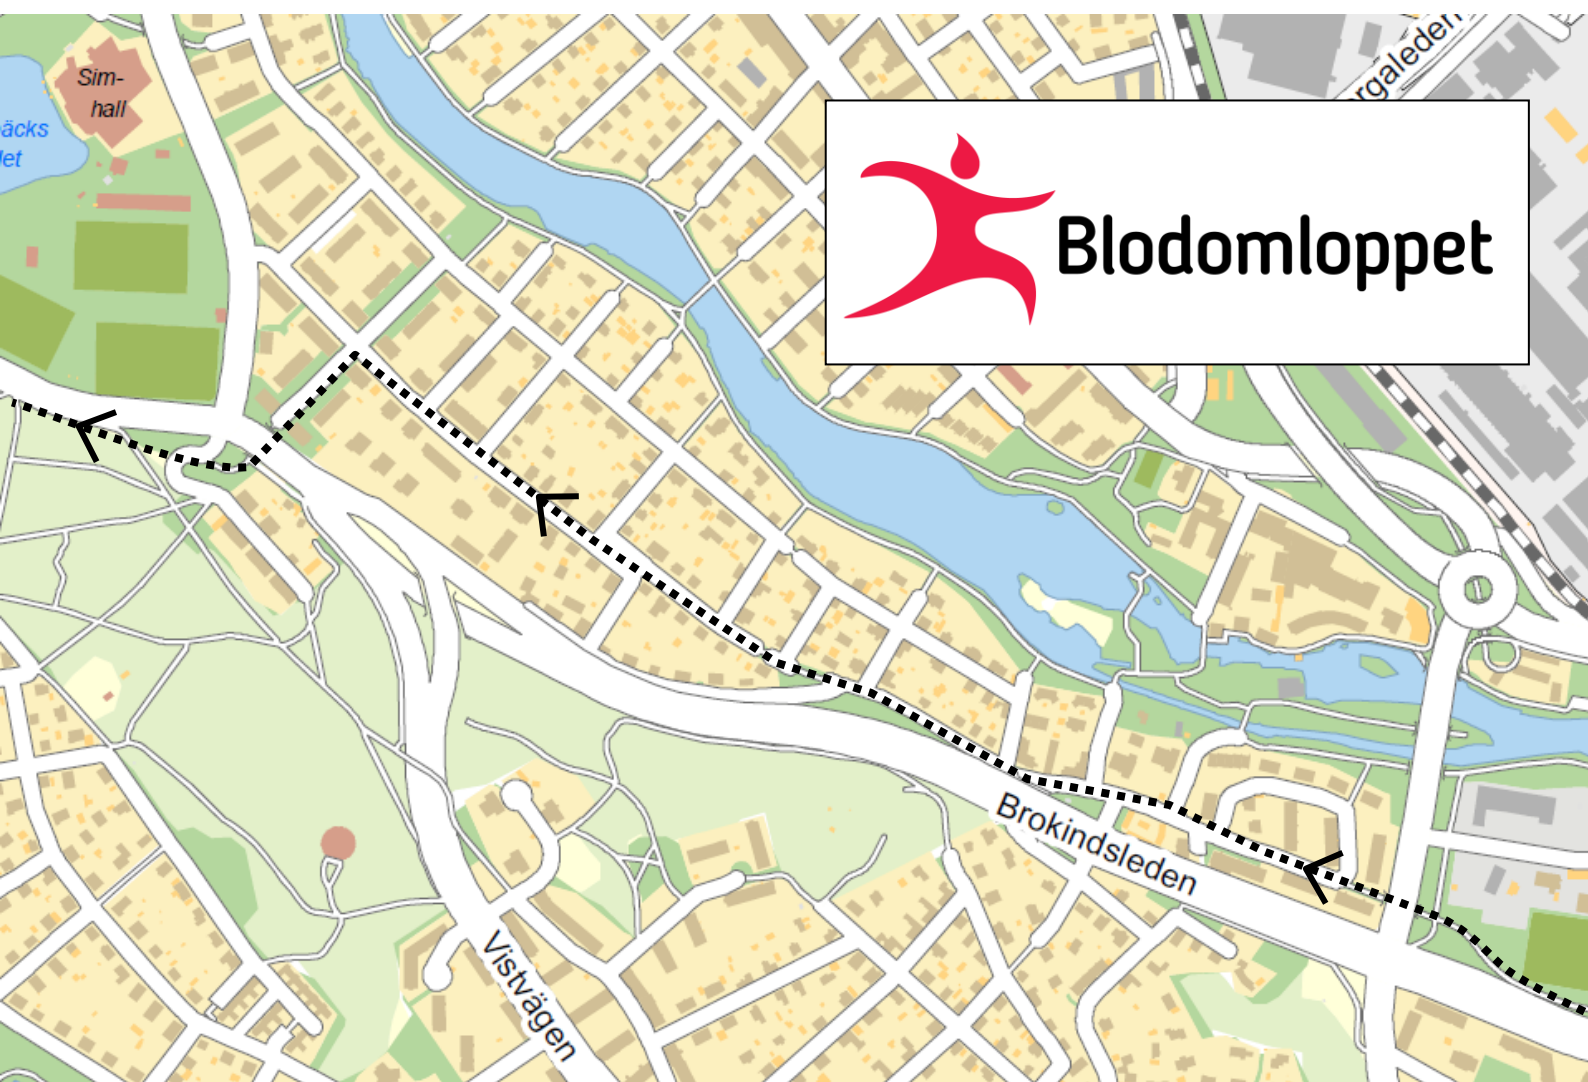 Sim-
hall
äcks
let
rgaleden
Blodomloppet
Brokindsleden
Vistvägen